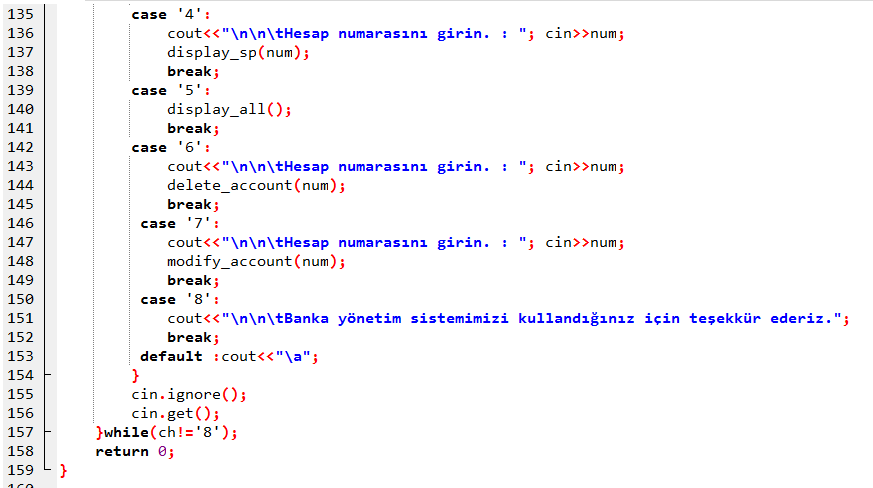 135 case '4':
136 cout<<"\n\n\tHesap numarasını girin. : "; cin>>num;
137 display_sp(num);
138 break;
139 case '5':
140 display_all();
141 break;
142 case '6':
143 cout<<"\n\n\tHesap numarasını girin. : "; cin>>num;
144 delete_account(num);
145 break;
146 case '7':
147 cout<<"\n\n\tHesap numarasını girin. : "; cin>>num;
148 modify_account(num);
149 break;
150 case '8':
151 cout<<"\n\n\tBanka yönetim sistemimizi kullandığınız için teşekkür ederiz.";
152 break;
153 default :cout<<"\a";
154 }
155 cin.ignore();
156 cin.get();
157 }while(ch!='8');
158 return 0;
159 }